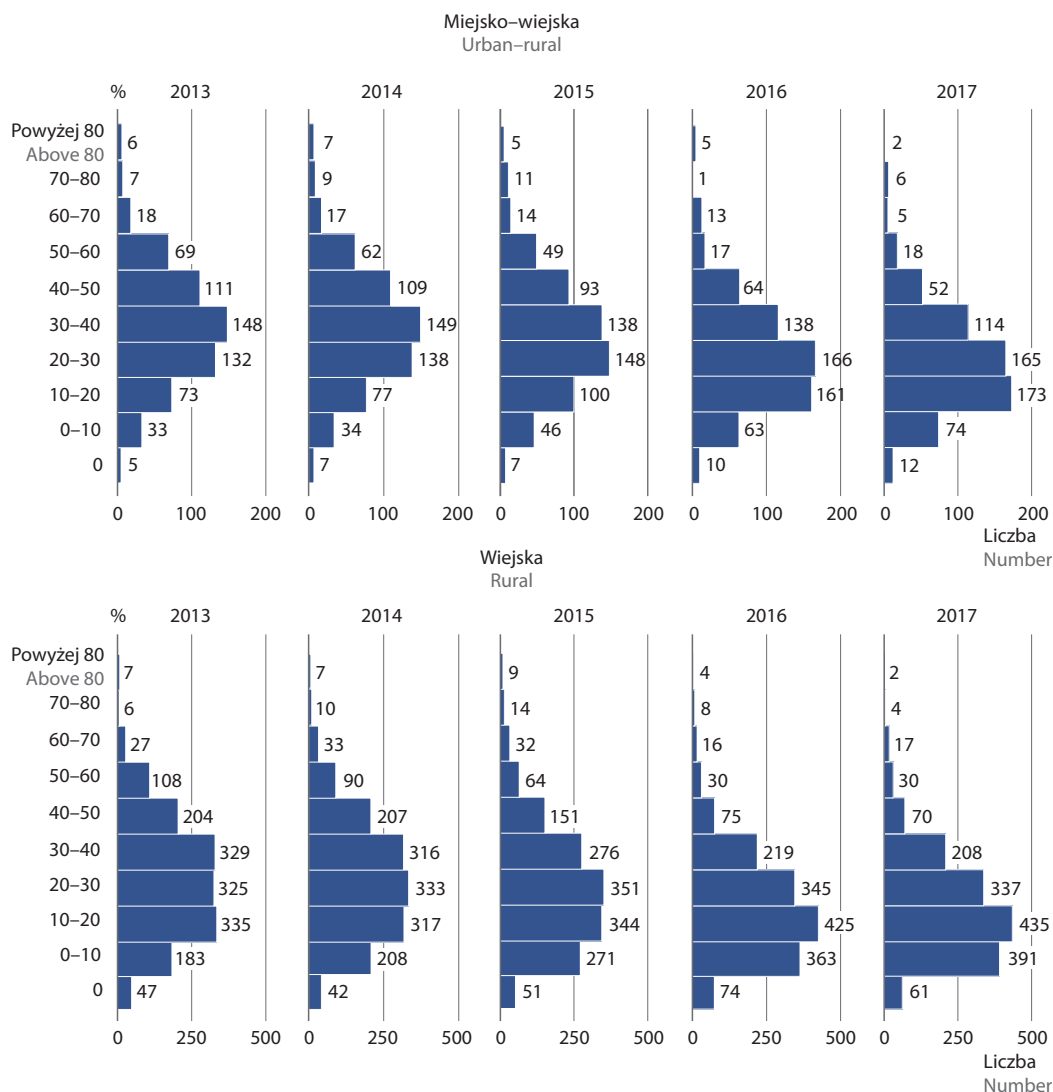 Miejsko–wiejska
Urban–rural
% 2013 2014 2015 2016 2017
Powyżej 80 6 7 5 5 2
Above 80
70–80 7 9 11 1 6
60–70 18 17 14 13 5
50–60 69 62 49 17 18
40–50 111 109 93 64 52
30–40 148 149 138 138 114
20–30 132 138 148 166 165
10–20 73 77 100 161 173
0–10 33 34 46 63 74
0 5 7 7 10 12
0 100 200 0 100 200 0 100 200 0 100 200 0 100 200
Liczba
Number
Wiejska
Rural
% 2013 2014 2015 2016 2017
Powyżej 80 7 7 9 4 2
Above 80
70–80 6 10 14 8 4
60–70 27 33 32 16 17
50–60 108 90 64 30 30
40–50 204 207 151 75 70
30–40 329 316 276 219 208
20–30 325 333 351 345 337
10–20 335 317 344 425 435
0–10 183 208 271 363 391
0 47 42 51 74 61
0 250 500 0 250 500 0 250 500 0 250 500 0 250 500
Liczba
Number